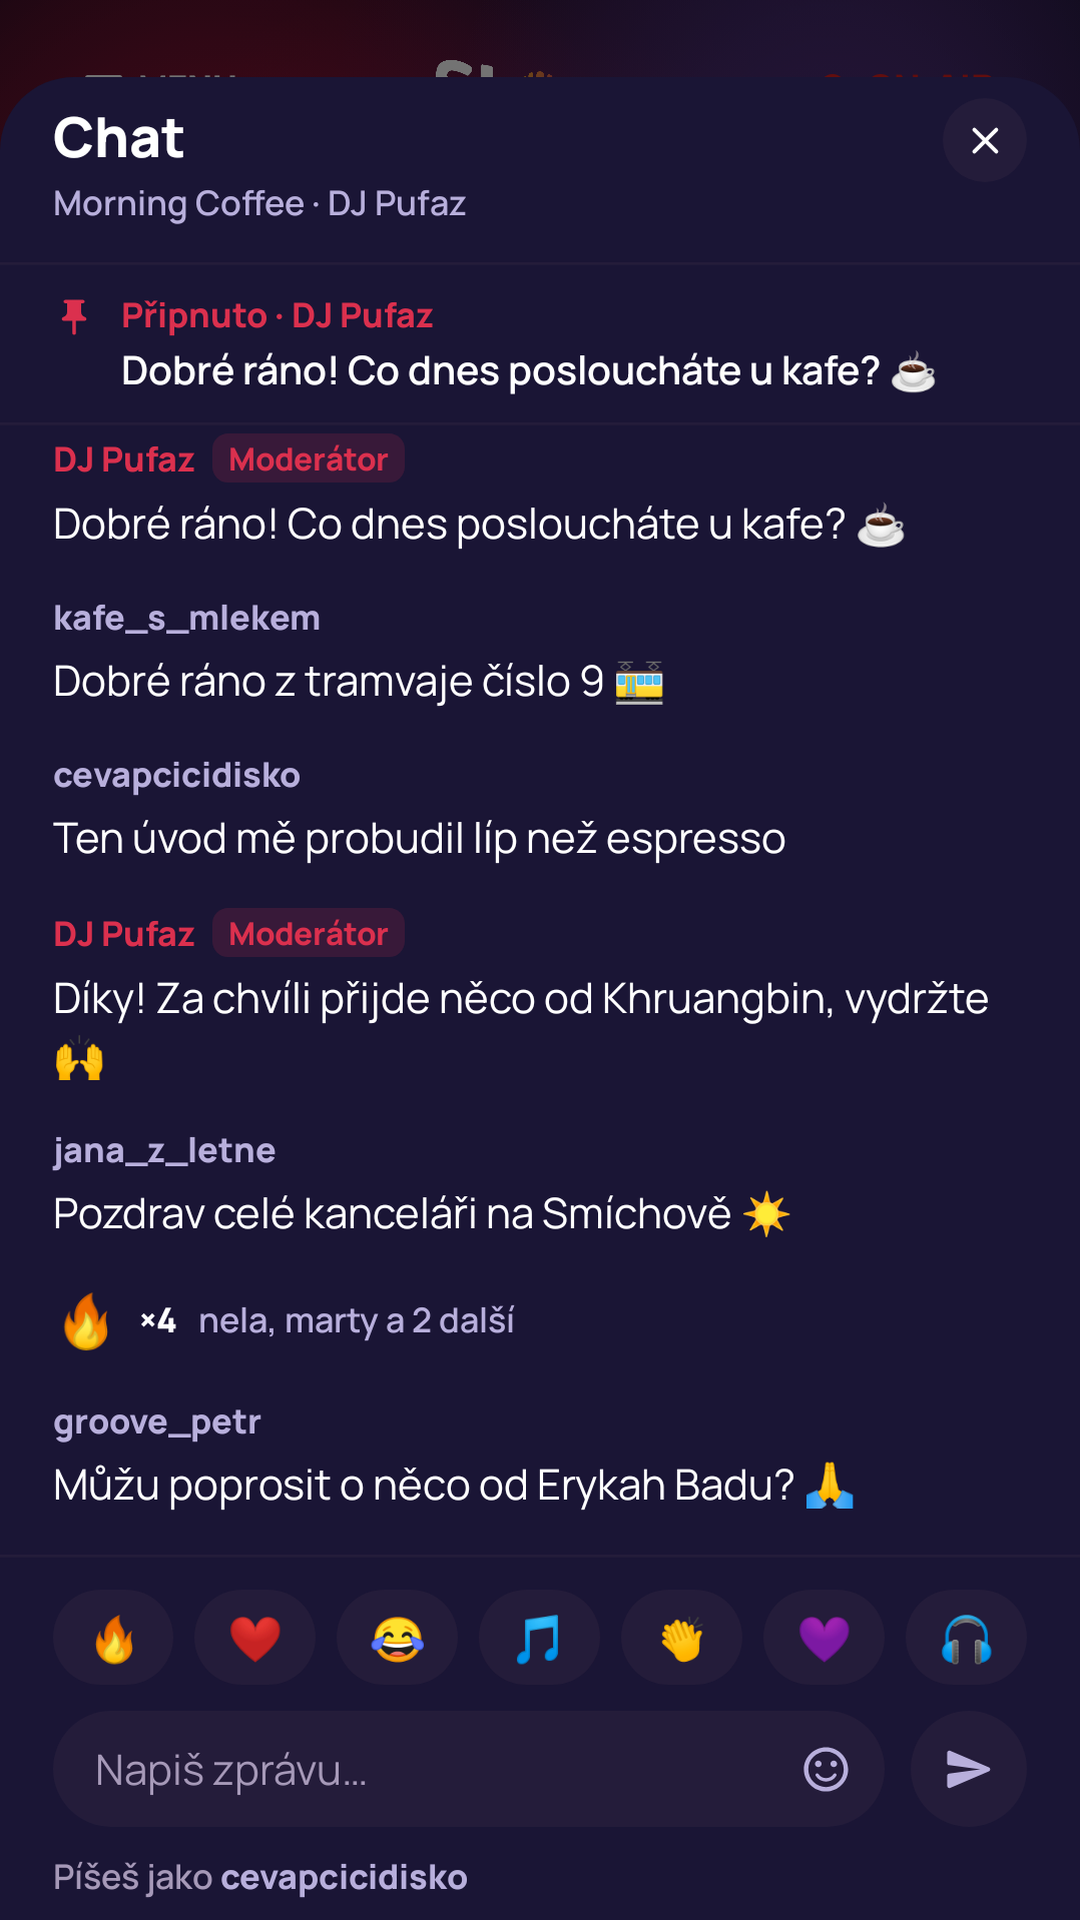 Chat
Morning Coffee · DJ Pufaz
Připnuto · DJ Pufaz
Dobré ráno! Co dnes posloucháte u kafe? ☕
DJ Pufaz Moderátor
Dobré ráno! Co dnes posloucháte u kafe? ☕
kafe_s_mlekem
Dobré ráno z tramvaje číslo 9 🚋
cevapcicidisko
Ten úvod mě probudil líp než espresso
DJ Pufaz Moderátor
Díky! Za chvíli přijde něco od Khruangbin, vydržte
🙌
jana_z_letne
Pozdrav celé kanceláři na Smíchově ☀️
🔥 ×4 nela, marty a 2 další
groove_petr
Můžu poprosit o něco od Erykah Badu? 🙏
🔥 ❤️ 😂 🎵 👏 💜 🎧
Napiš zprávu…
Píšeš jako cevapcicidisko